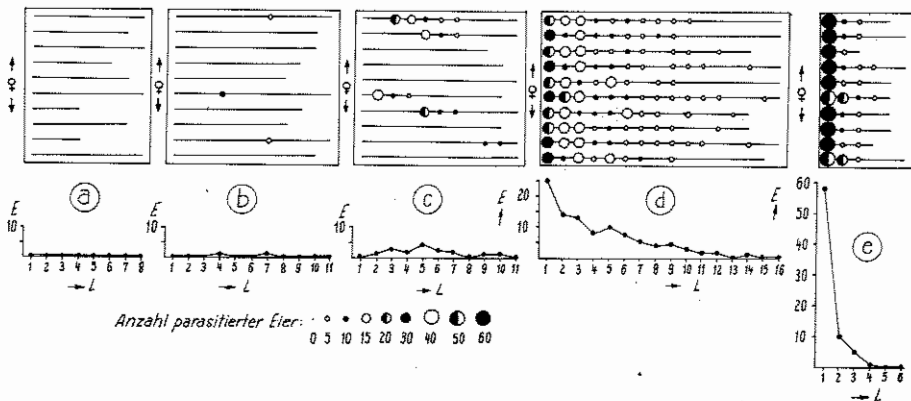 ← ♀ →
← ♀ →
← ♀ →
← ♀ →
← ♀ →
a
b
c
d
e
E
10
1 2 3 4 5 6 7 8
→ L
E
10
1 2 3 4 5 6 7 8 9 10 11
→ L
E
10
1 2 3 4 5 6 7 8 9 10 11
→ L
E ↑
20
10
1 2 3 4 5 6 7 8 9 10 11 12 13 14 15 16
→ L
E ↑
60
50
40
30
20
10
1 2 3 4 5 6
→ L
Anzahl parasitierter Eier:
0 5 10 15 20 30 40 50 60